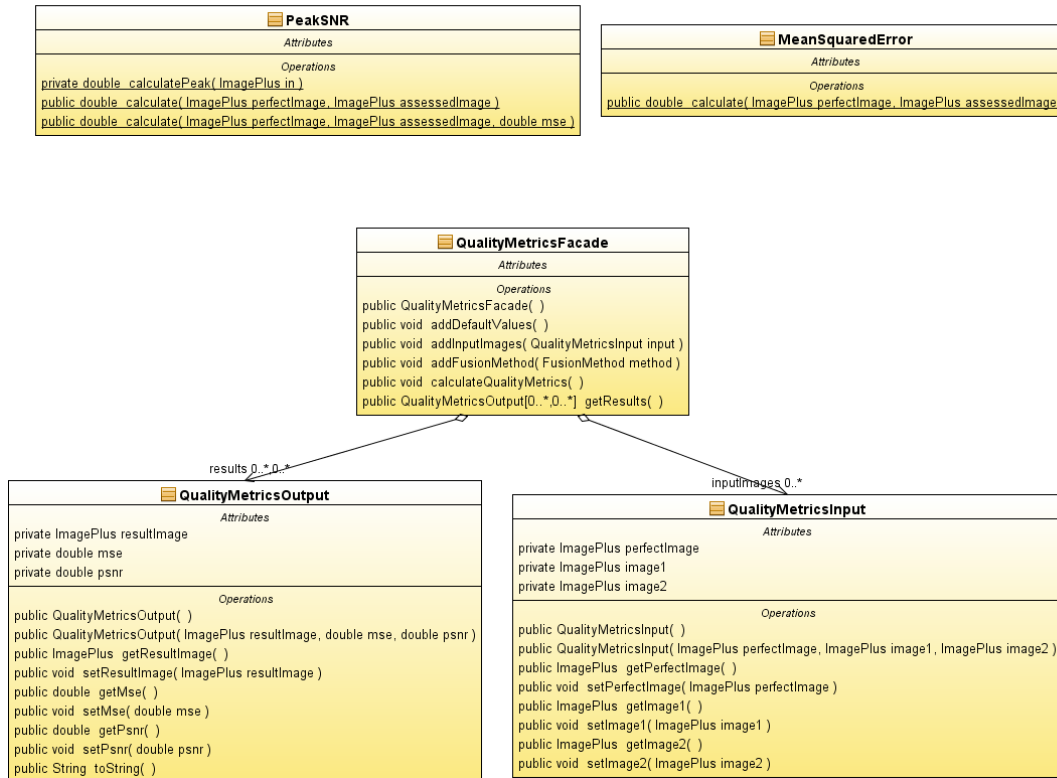 PeakSNR
Attributes
Operations
private double calculatePeak( ImagePlus in )
public double calculate( ImagePlus perfectImage, ImagePlus assessedImage )
public double calculate( ImagePlus perfectImage, ImagePlus assessedImage, double mse )
MeanSquaredError
Attributes
Operations
public double calculate( ImagePlus perfectImage, ImagePlus assessedImage
QualityMetricsFacade
Attributes
Operations
public QualityMetricsFacade( )
public void addDefaultValues( )
public void addInputImages( QualityMetricsInput input )
public void addFusionMethod( FusionMethod method )
public void calculateQualityMetrics( )
public QualityMetricsOutput[0..*,0..*] getResults( )
results 0..*,0..*
inputImages 0..*
QualityMetricsOutput
Attributes
private ImagePlus resultImage
private double mse
private double psnr
Operations
public QualityMetricsOutput( )
public QualityMetricsOutput( ImagePlus resultImage, double mse, double psnr )
public ImagePlus getResultImage( )
public void setResultImage( ImagePlus resultImage )
public double getMse( )
public void setMse( double mse )
public double getPsnr( )
public void setPsnr( double psnr )
public String toString( )
QualityMetricsInput
Attributes
private ImagePlus perfectImage
private ImagePlus image1
private ImagePlus image2
Operations
public QualityMetricsInput( )
public QualityMetricsInput( ImagePlus perfectImage, ImagePlus image1, ImagePlus image2 )
public ImagePlus getPerfectImage( )
public void setPerfectImage( ImagePlus perfectImage )
public ImagePlus getImage1( )
public void setImage1( ImagePlus image1 )
public ImagePlus getImage2( )
public void setImage2( ImagePlus image2 )